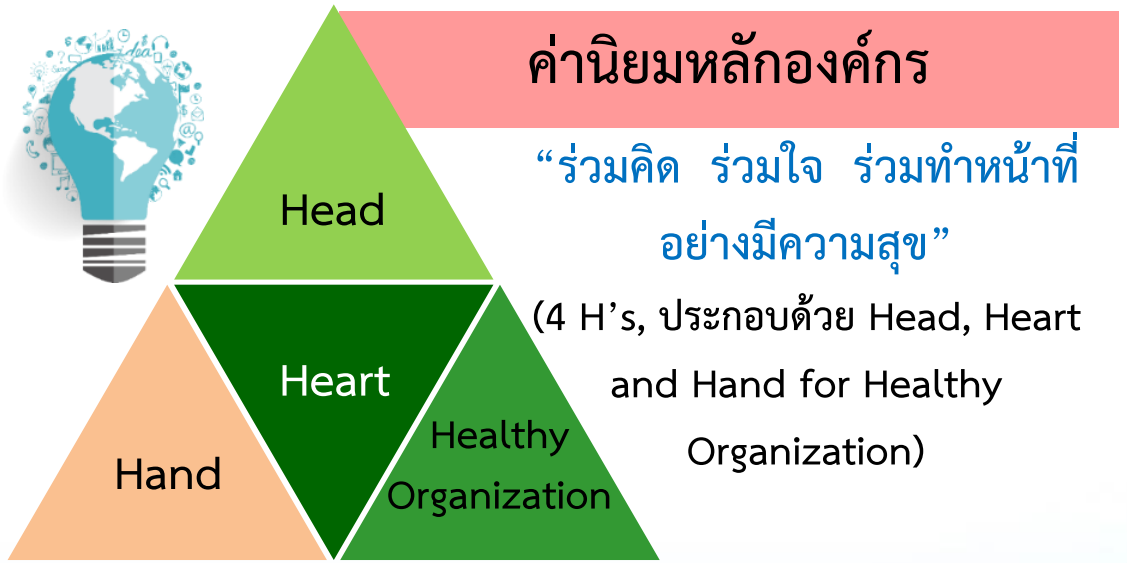 ค่านิยมหลักองค์กร
“ร่วมคิด ร่วมใจ ร่วมทำหน้าที่
อย่างมีความสุข”
(4 H’s, ประกอบด้วย Head, Heart
and Hand for Healthy
Organization)
Head
Heart
Hand
Healthy
Organization
idea